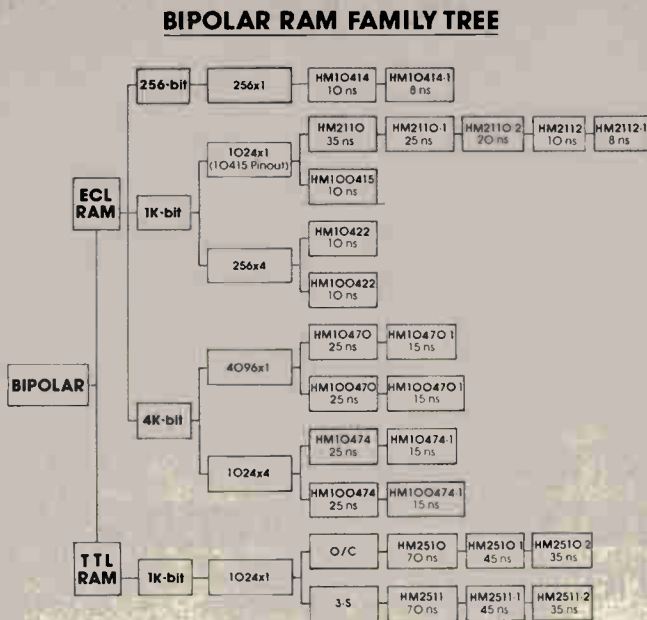 BIPOLAR RAM FAMILY TREE
256-bit
256x1
HM10414
10 ns
HM10414-1
8 ns
ECL
RAM
1K-bit
1024x1
(10415 Pinout)
HM2110
35 ns
HM2110-1
25 ns
HM2110-2
20 ns
HM2112
10 ns
HM2112-1
8 ns
HM100415
10 ns
256x4
HM10422
10 ns
HM100422
10 ns
BIPOLAR
4K-bit
4096x1
HM10470
25 ns
HM10470 1
15 ns
HM100470
25 ns
HM100470 1
15 ns
1024x4
HM10474
25 ns
HM10474-1
15 ns
HM100474
25 ns
HM100474-1
15 ns
TTL
RAM
1K-bit
1024x1
O/C
HM2510
70 ns
HM2510 1
45 ns
HM2510 2
35 ns
3-S
HM2511
70 ns
HM2511-1
45 ns
HM2511-2
35 ns